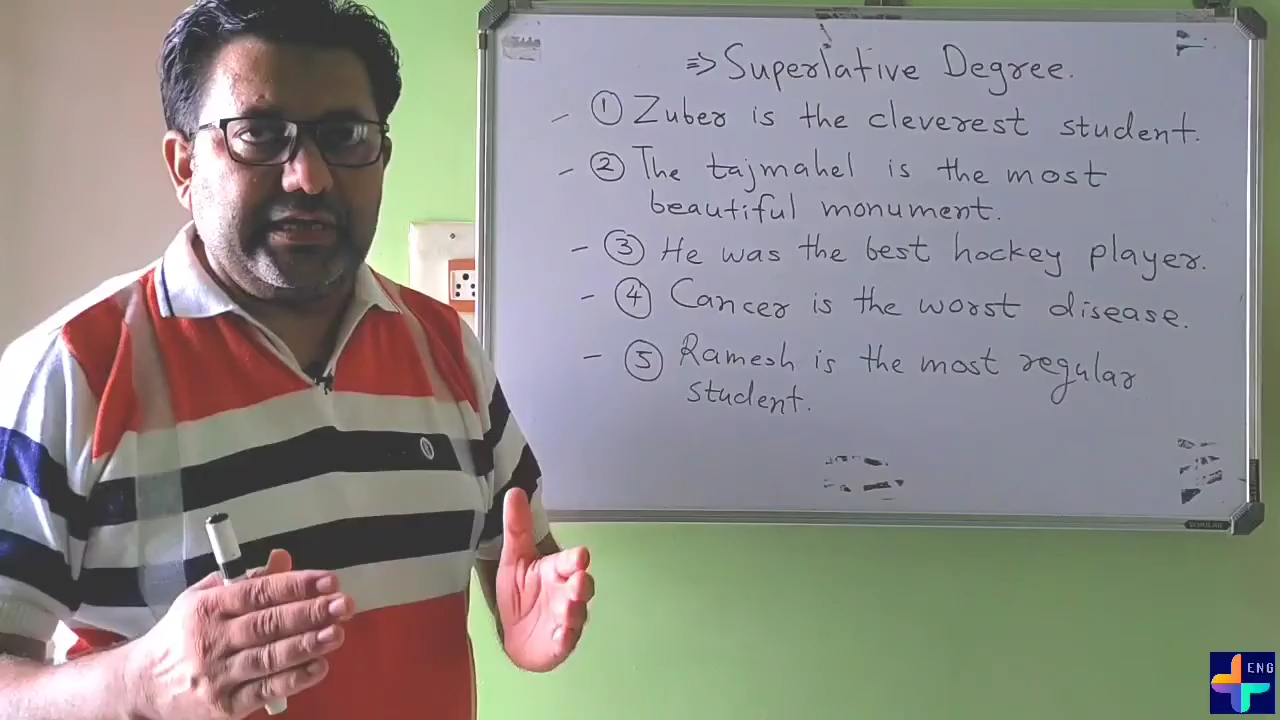 ⇒ Superlative Degree.
- ① Zuber is the cleverest student.
- ② The tajmahel is the most
beautiful monument.
- ③ He was the best hockey player.
- ④ Cancer is the worst disease.
- ⑤ Ramesh is the most regular
student.
ENG